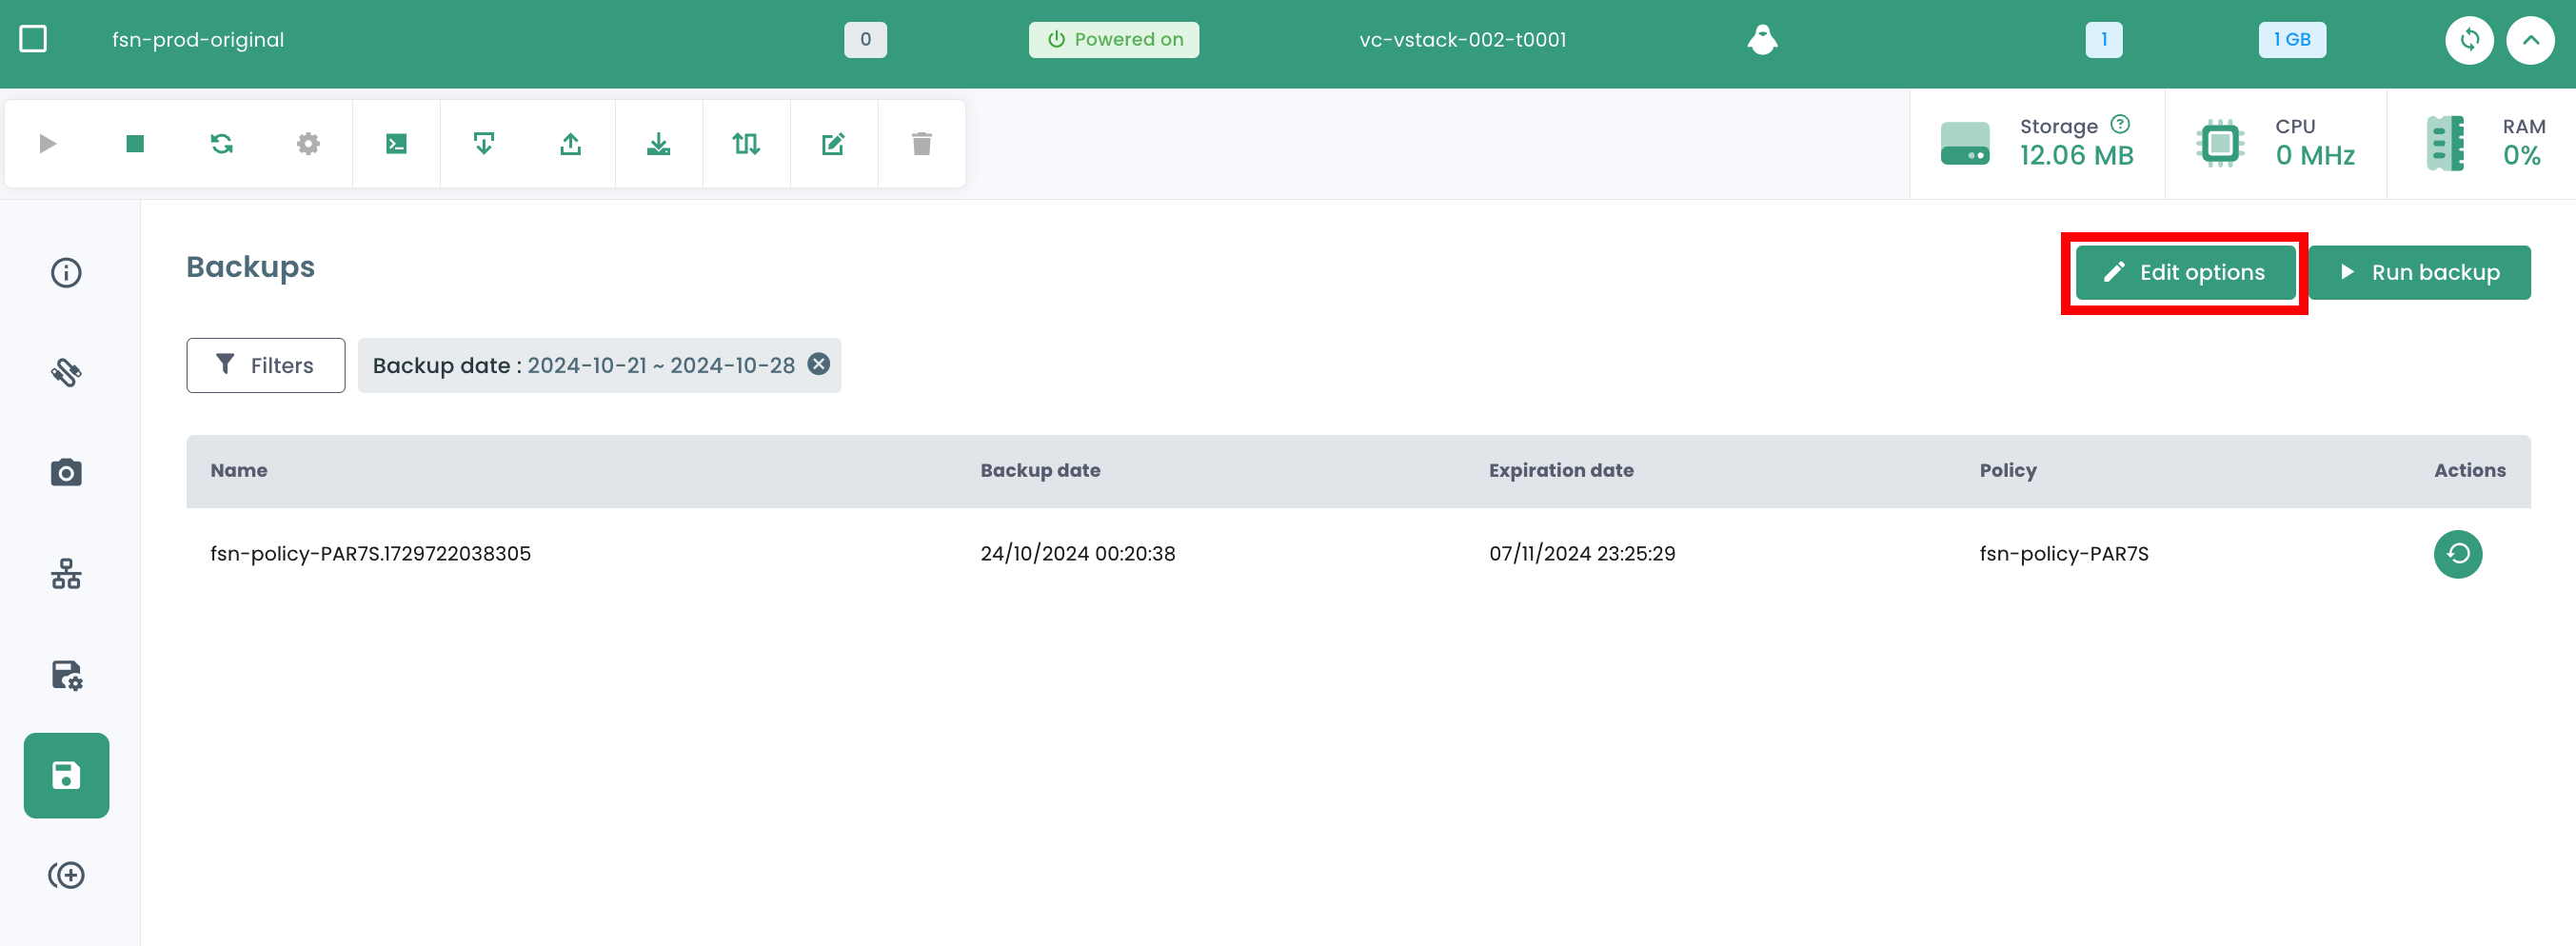 fsn-prod-original 0 Powered on vc-vstack-002-t0001 1 1 GB
Storage CPU RAM
12.06 MB 0 MHz 0%
Backups Edit options Run backup
Filters Backup date : 2024-10-21 ~ 2024-10-28
Name Backup date Expiration date Policy Actions
fsn-policy-PAR7S.1729722038305 24/10/2024 00:20:38 07/11/2024 23:25:29 fsn-policy-PAR7S